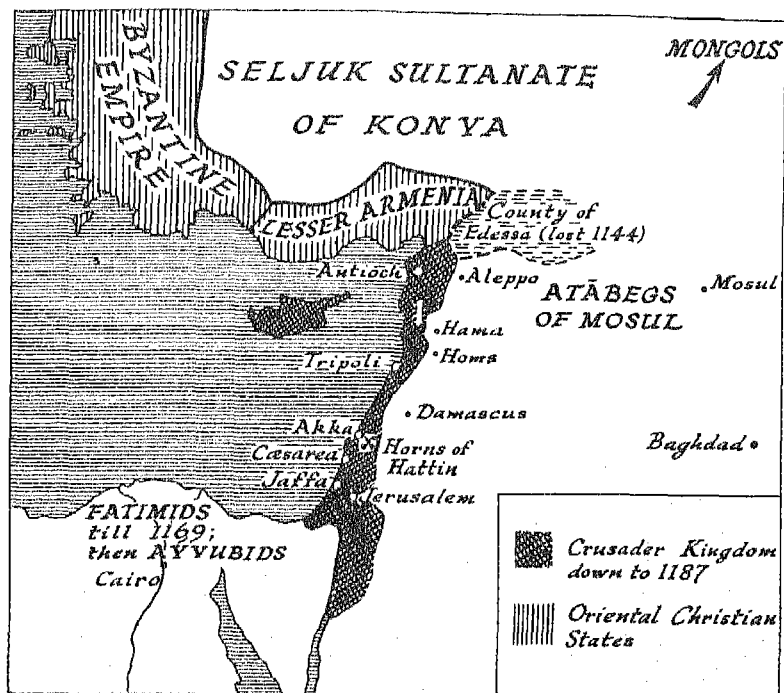 MONGOLS
BYZANTINE
EMPIRE
SELJUK SULTANATE
OF KONYA
LESSER ARMENIA
County of
Edessa (lost 1144)
Antioch
Aleppo
ATĀBEGS
OF MOSUL
Mosul
Hama
Homs
Tripoli
Damascus
Akka
Cæsarea
Horns of
Hattin
Baghdad
Jaffa
Jerusalem
FATIMIDS
till 1169;
then AYYUBIDS
Cairo
Crusader Kingdom
down to 1187
Oriental Christian
States